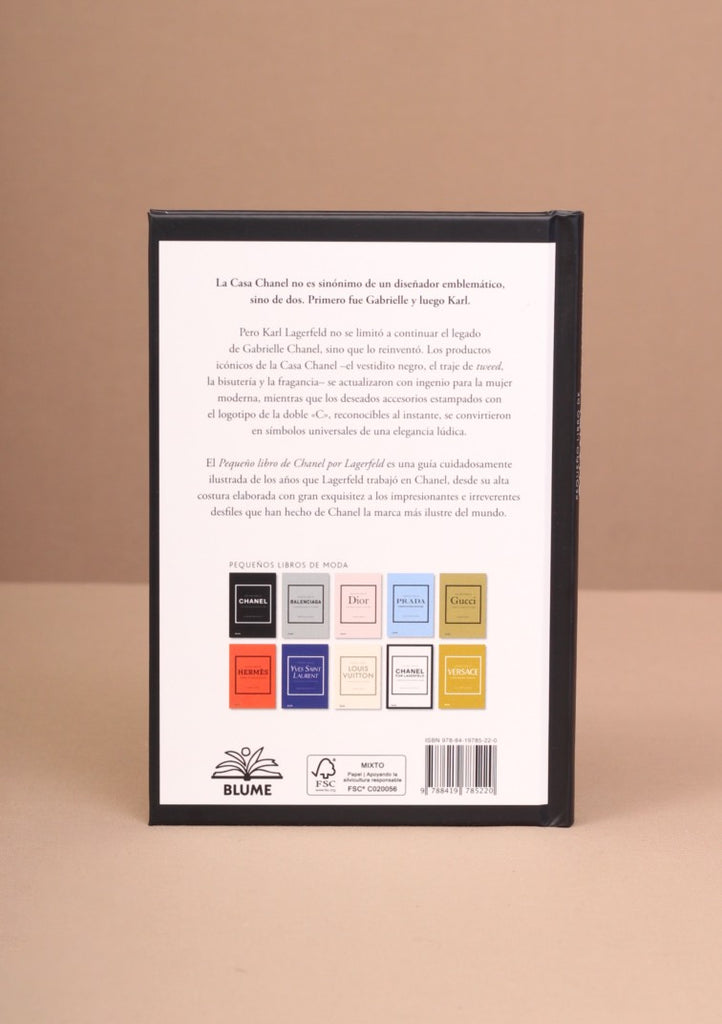 La Casa Chanel no es sinónimo de un diseñador emblemático,
sino de dos. Primero fue Gabrielle y luego Karl.
Pero Karl Lagerfeld no se limitó a continuar el legado
de Gabrielle Chanel, sino que lo reinventó. Los productos
icónicos de la Casa Chanel –el vestidito negro, el traje de tweed,
la bisutería y la fragancia– se actualizaron con ingenio para la mujer
moderna, mientras que los deseados accesorios estampados con
el logotipo de la doble «C», reconocibles al instante, se convirtieron
en símbolos universales de una elegancia lúdica.
El Pequeño libro de Chanel por Lagerfeld es una guía cuidadosamente
ilustrada de los años que Lagerfeld trabajó en Chanel, desde su alta
costura elaborada con gran exquisitez a los impresionantes e irreverentes
desfiles que han hecho de Chanel la marca más ilustre del mundo.
PEQUEÑOS LIBROS DE MODA
CHANEL
BALENCIAGA
Dior
PRADA
Gucci
HERMÈS
YVES SAINT
LAURENT
LOUIS
VUITTON
CHANEL
POR LAGERFELD
VERSACE
BLUME
FSC
www.fsc.org
MIXTO
Papel | Apoyando la
silvicultura responsable
FSC® C020056
ISBN 978-84-19785-22-0
9 788419 785220
PEQUEÑO LIBRO DE